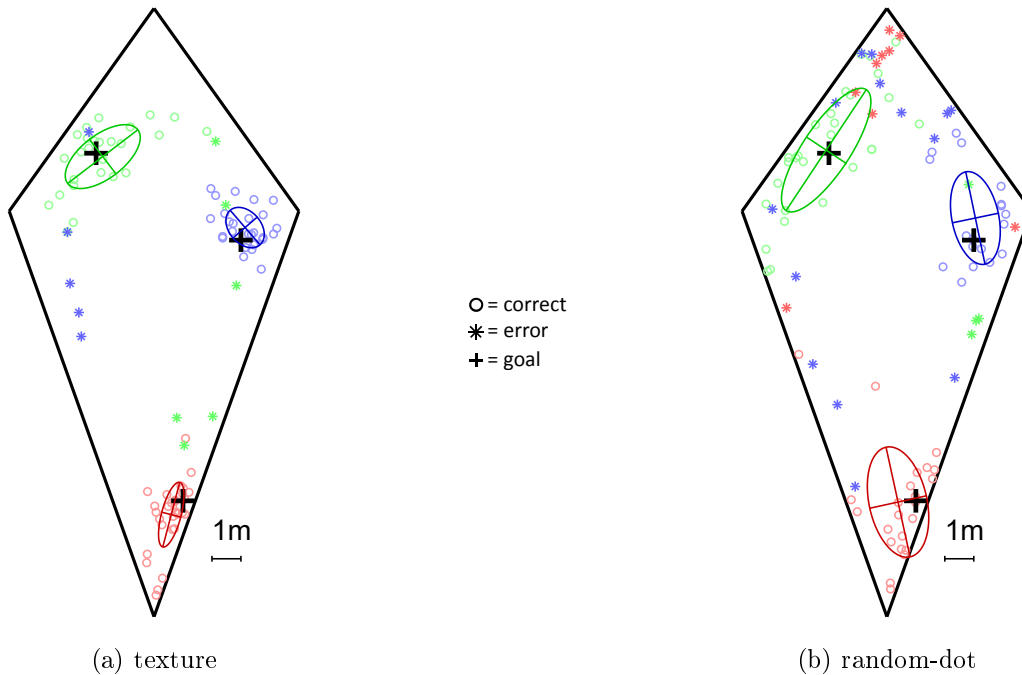 = correct
= error
= goal
1m
1m
(a) texture
(b) random-dot